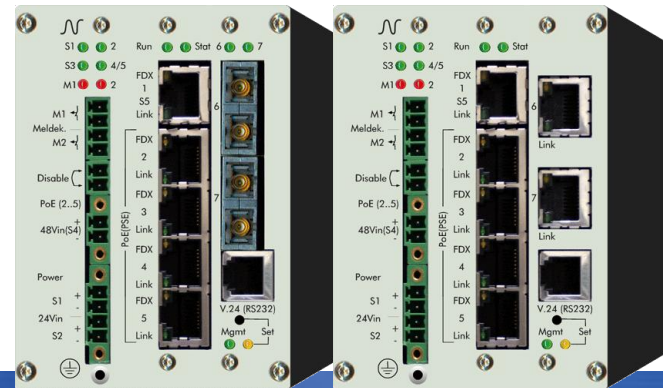 S1 2 Run Stat 6 7
S3 4/5 FDX
M1 2 1
S5 6
M1 Link
Meldek. FDX
M2 2
Disable Link
FDX 7
PoE (2..5) 3
+ PoE(PSE)
48Vin(S4) Link
- FDX
Power 4
Link
+ FDX V.24 (RS232)
S1
- 5
24Vin + Mgmt Set
S2 Link
-
S1 2 Run Stat
S3 4/5 FDX
M1 2 1
S5 6
M1 Link
Meldek. FDX Link
M2 2
Disable Link
FDX 7
PoE (2..5) 3
+ PoE(PSE)
48Vin(S4) Link Link
- FDX
Power 4
Link
+ FDX V.24 (RS232)
S1
- 5
24Vin + Mgmt Set
S2 Link
-